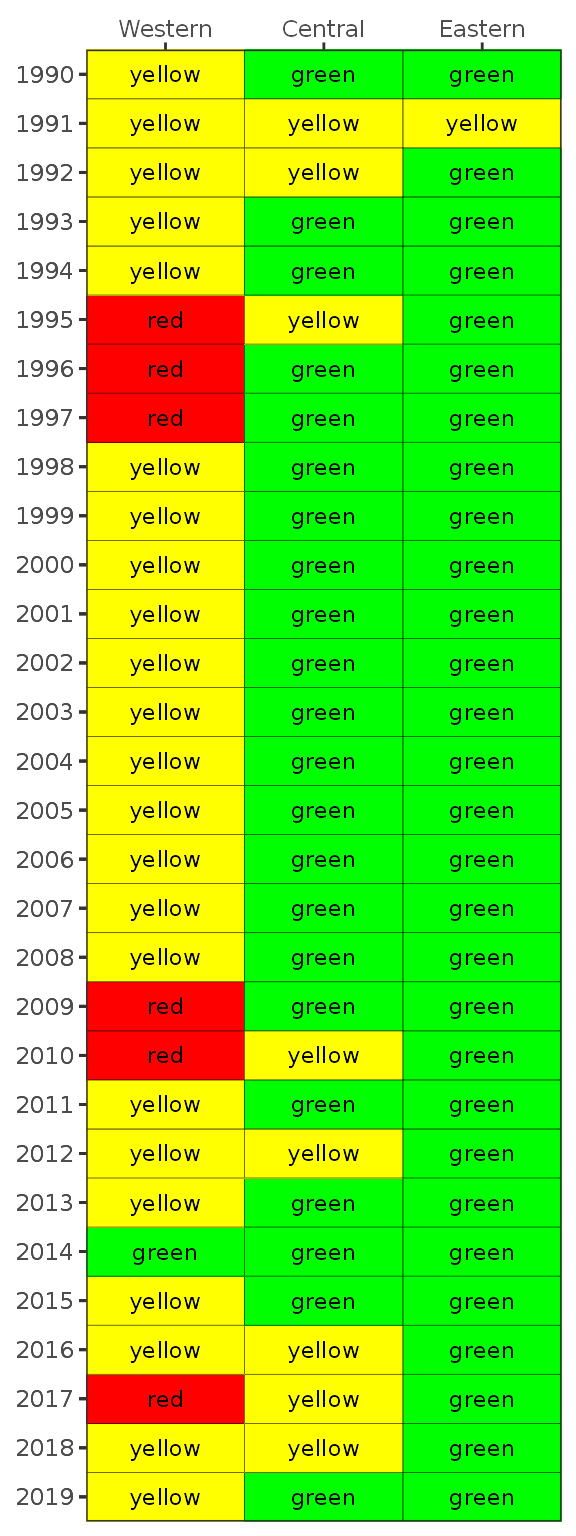 Western Central Eastern
1990 yellow green green
1991 yellow yellow yellow
1992 yellow yellow green
1993 yellow green green
1994 yellow green green
1995 red yellow green
1996 red green green
1997 red green green
1998 yellow green green
1999 yellow green green
2000 yellow green green
2001 yellow green green
2002 yellow green green
2003 yellow green green
2004 yellow green green
2005 yellow green green
2006 yellow green green
2007 yellow green green
2008 yellow green green
2009 red green green
2010 red yellow green
2011 yellow green green
2012 yellow yellow green
2013 yellow green green
2014 green green green
2015 yellow green green
2016 yellow yellow green
2017 red yellow green
2018 yellow yellow green
2019 yellow green green